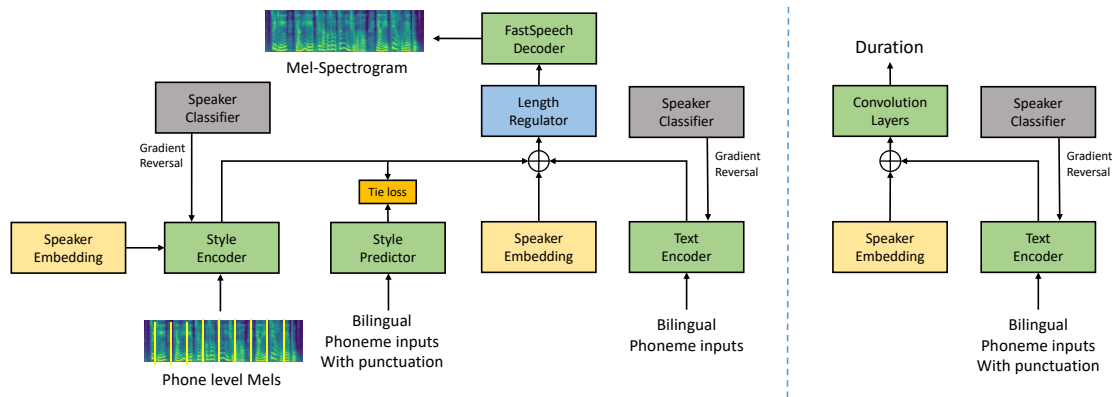 FastSpeech
Decoder
Mel-Spectrogram
Speaker
Classifier
Length
Regulator
Speaker
Classifier
Gradient
Reversal
Gradient
Reversal
Tie loss
Speaker
Embedding
Style
Encoder
Style
Predictor
Speaker
Embedding
Text
Encoder
Phone level Mels
Bilingual
Phoneme inputs
With punctuation
Bilingual
Phoneme inputs
Duration
Convolution
Layers
Speaker
Classifier
Gradient
Reversal
Speaker
Embedding
Text
Encoder
Bilingual
Phoneme inputs
With punctuation